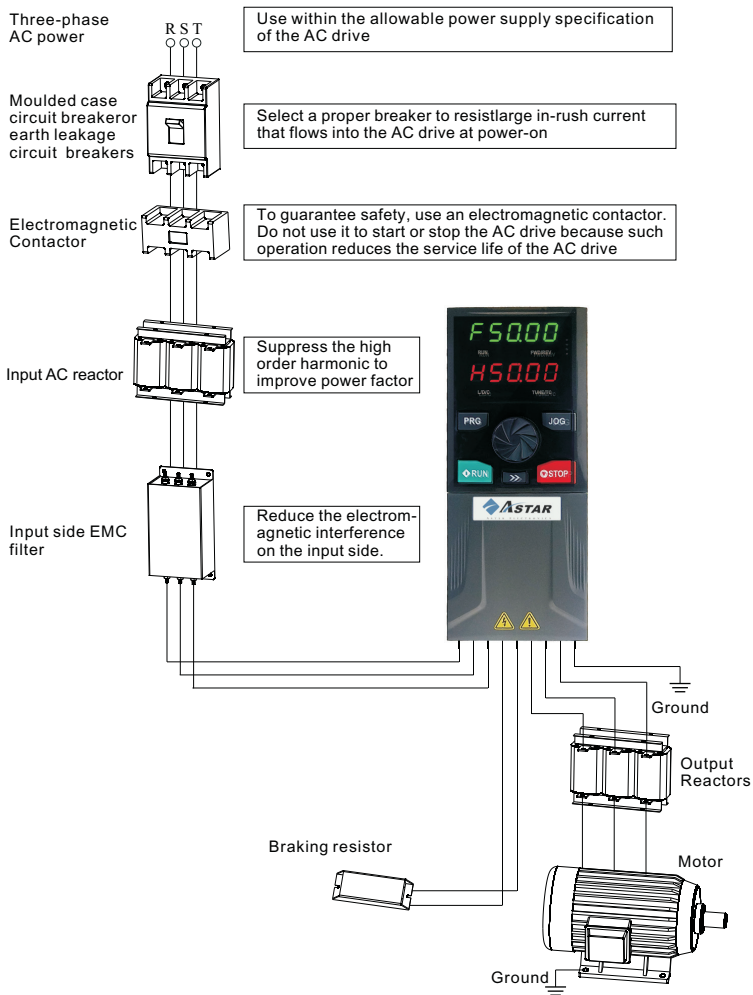 Three-phase
AC power
R S T
Use within the allowable power supply specification
of the AC drive
Moulded case
circuit breakeror
earth leakage
circuit breakers
Select a proper breaker to resistlarge in-rush current
that flows into the AC drive at power-on
Electromagnetic
Contactor
To guarantee safety, use an electromagnetic contactor.
Do not use it to start or stop the AC drive because such
operation reduces the service life of the AC drive
Input AC reactor
Suppress the high
order harmonic to
improve power factor
F50.00
RUN
H50.00
PRG
JOG
RUN
>>
STOP
ASTAR
Input side EMC
filter
Reduce the electrom-
agnetic interference
on the input side.
Ground
Output
Reactors
Braking resistor
Motor
Ground